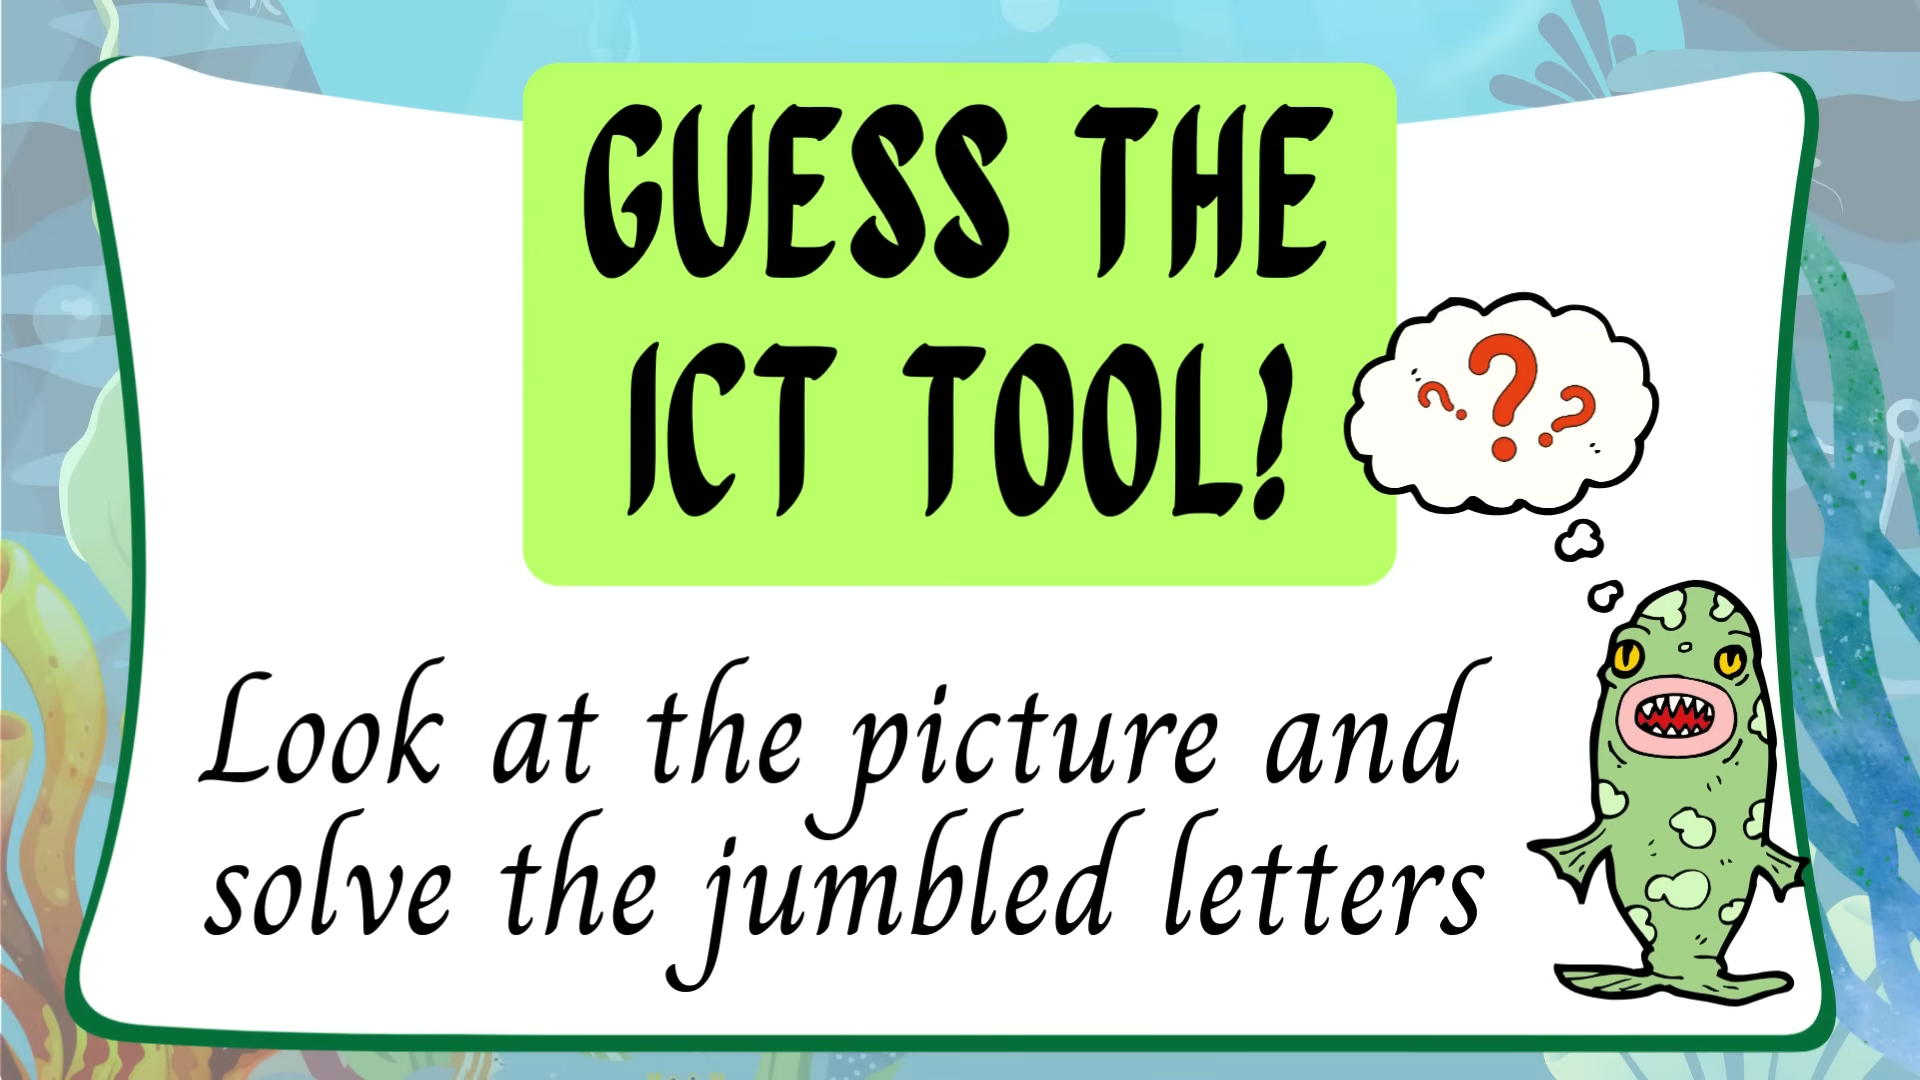 GUESS THE
ICT TOOL!
???
Look at the picture and
solve the jumbled letters